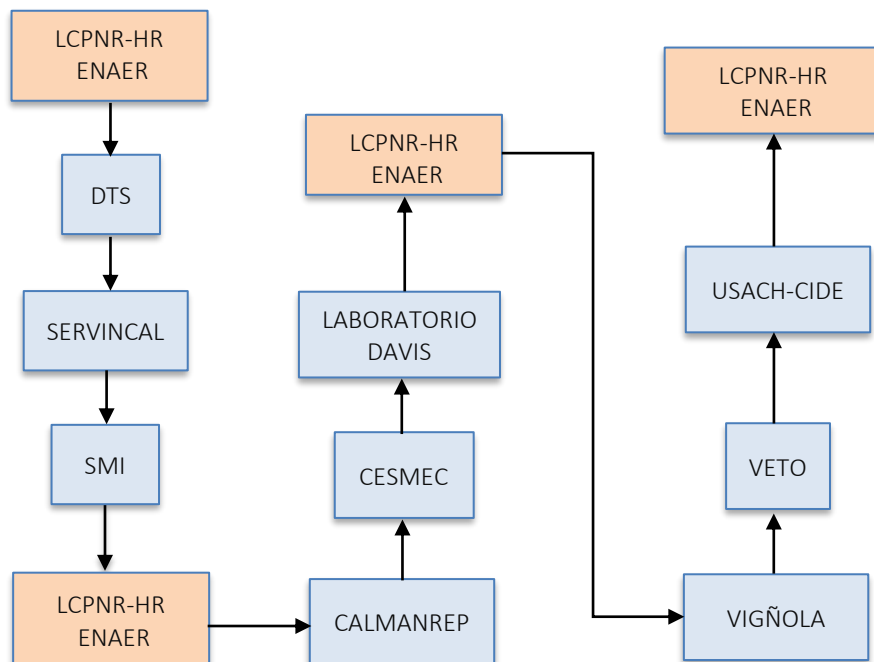 LCPNR-HR
ENAER
DTS
SERVINCAL
SMI
LCPNR-HR
ENAER
CALMANREP
CESMEC
LABORATORIO
DAVIS
LCPNR-HR
ENAER
VIGÑOLA
VETO
USACH-CIDE
LCPNR-HR
ENAER